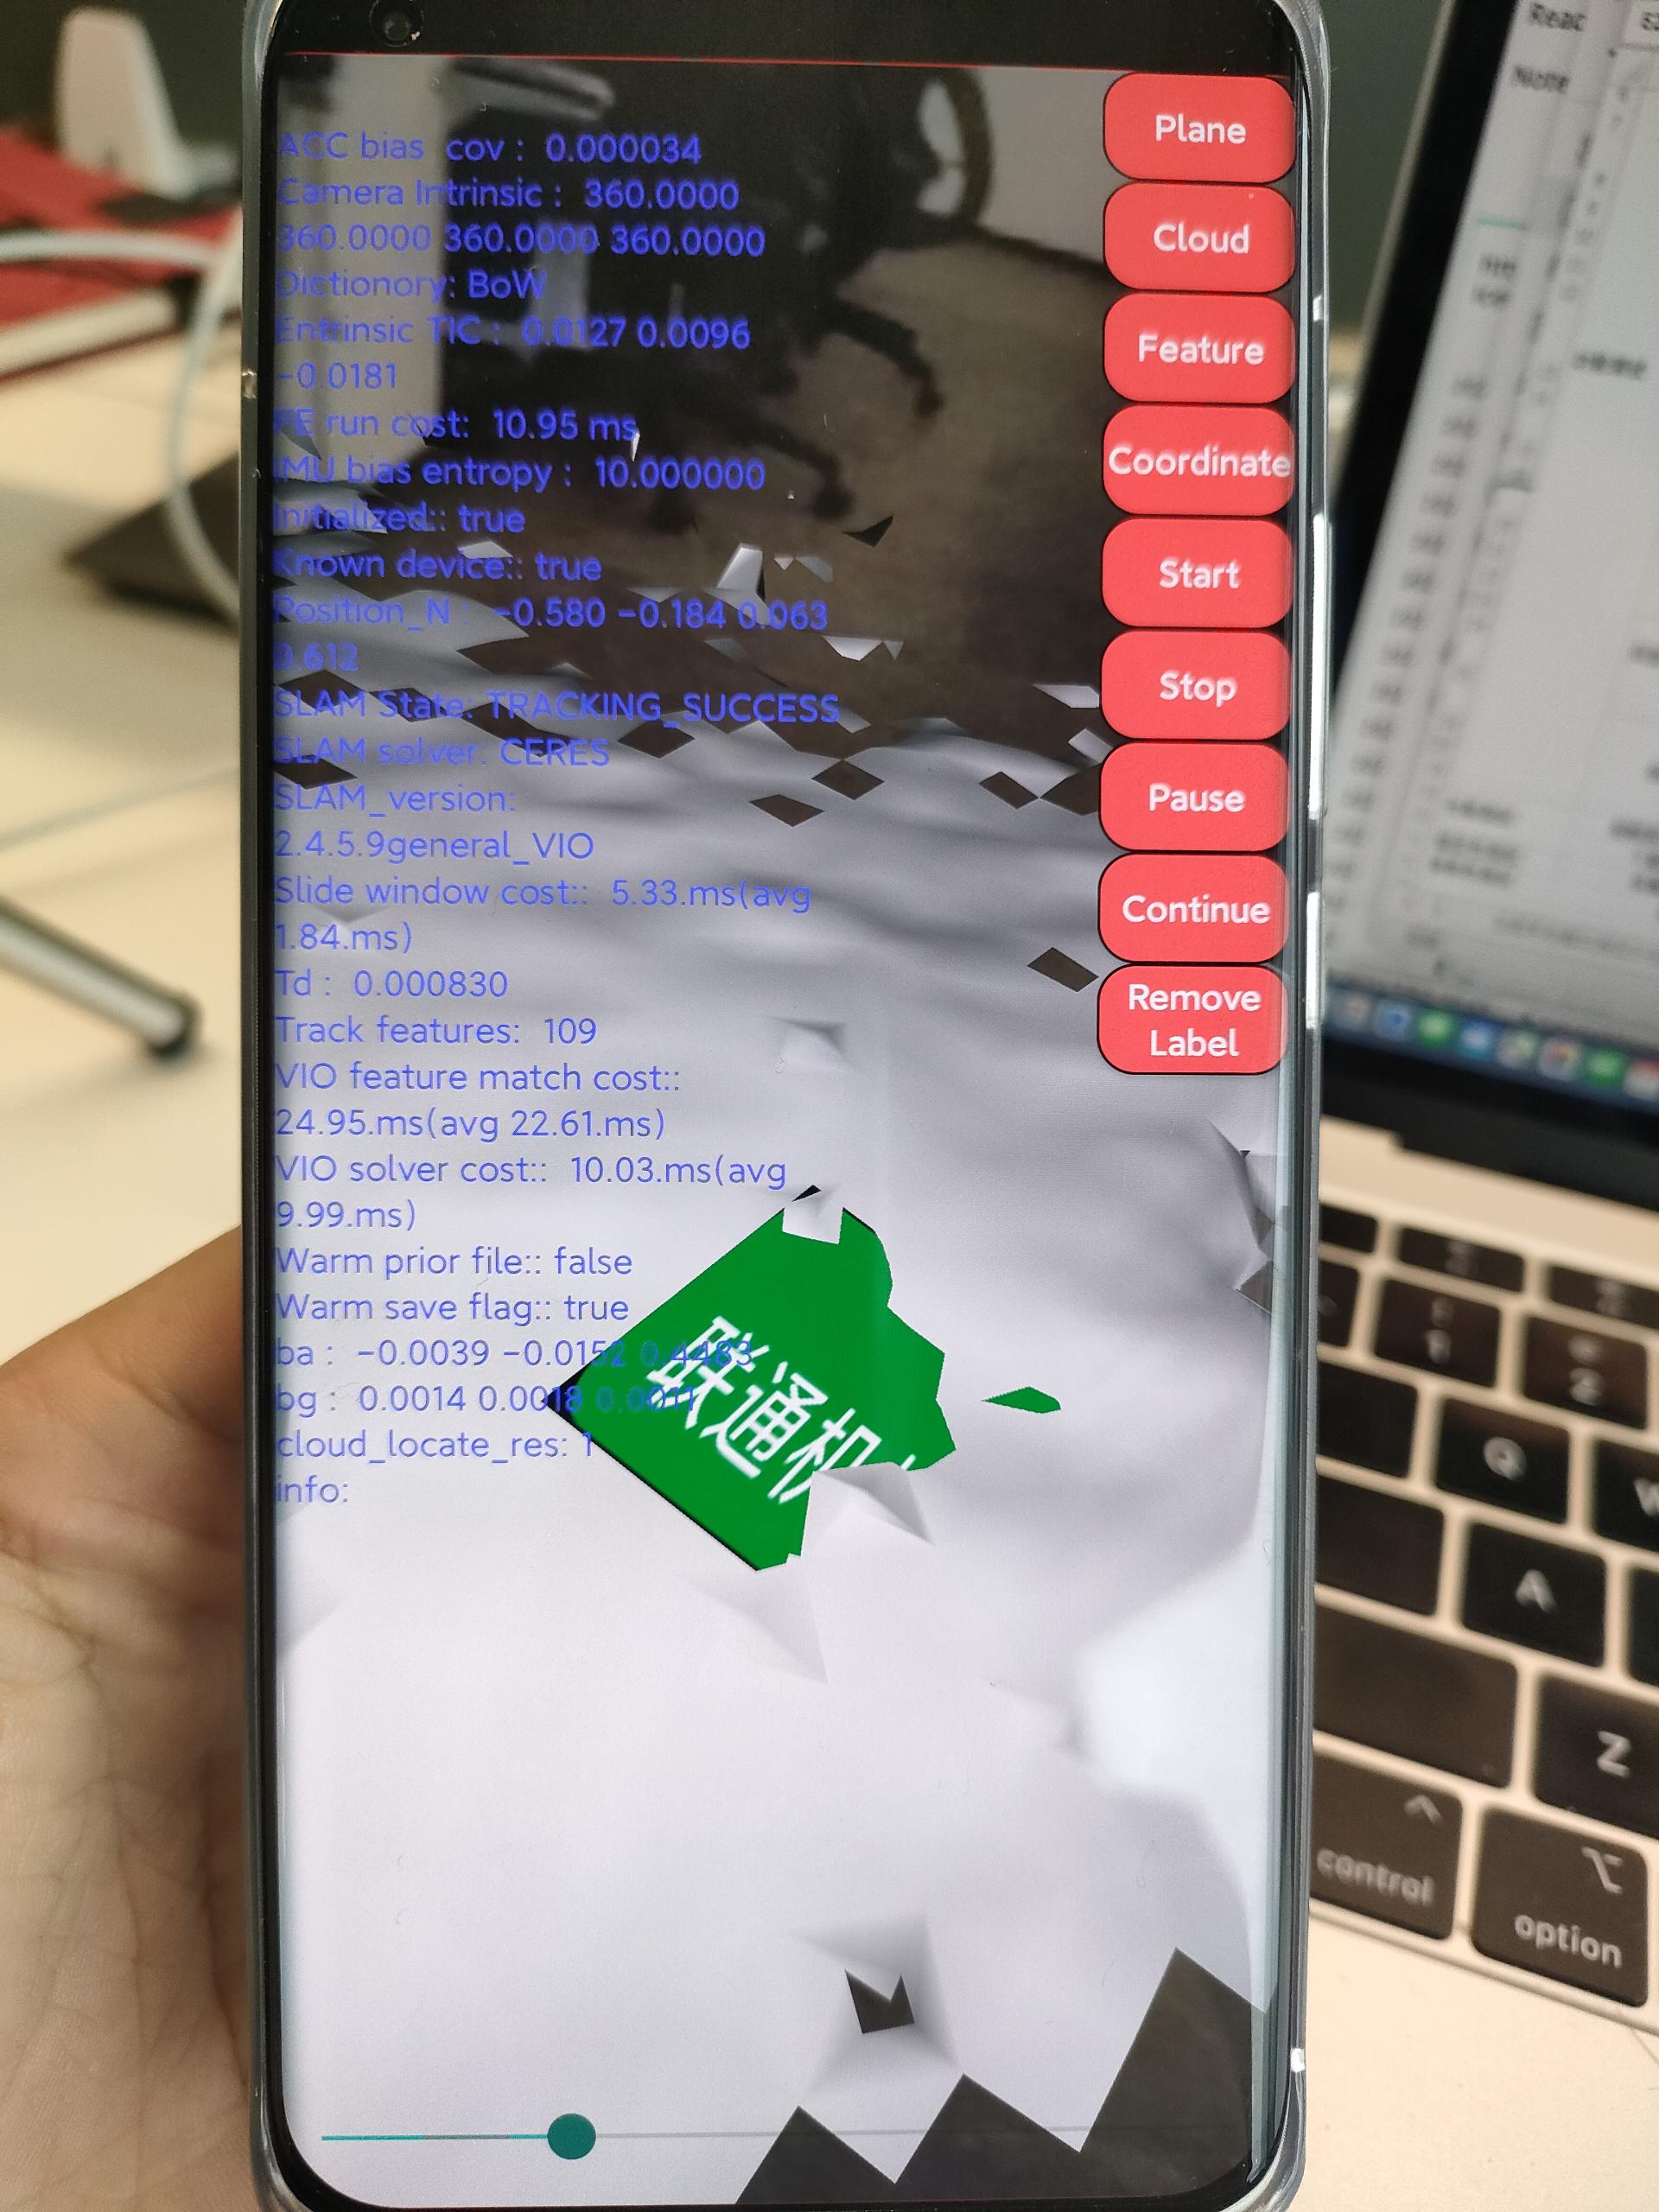 ACC bias cov : 0.000034
Camera Intrinsic : 360.0000
360.0000 360.0000 360.0000
Dictionory: BoW
Entrinsic TIC : 0.0127 0.0096
-0.0181
FE run cost: 10.95 ms
IMU bias entropy : 10.000000
Initialized:: true
Known device:: true
Position_N : -0.580 -0.184 0.063
SLAM State: TRACKING_SUCCESS
SLAM solver: CERES
SLAM_version:
2.4.5.9general_VIO
Slide window cost:: 5.33.ms(avg
1.84.ms)
Td : 0.000830
Track features: 109
VIO feature match cost::
24.95.ms(avg 22.61.ms)
VIO solver cost:: 10.03.ms(avg
9.99.ms)
Warm prior file:: false
Warm save flag:: true
ba : -0.0039 -0.0152 0.4483
bg : 0.0014 0.0018 0.0011
cloud_locate_res: 1
info:
联通机
Plane
Cloud
Feature
Coordinate
Start
Stop
Pause
Continue
Remove
Label
Reac
Note
Q
A
Z
control
option